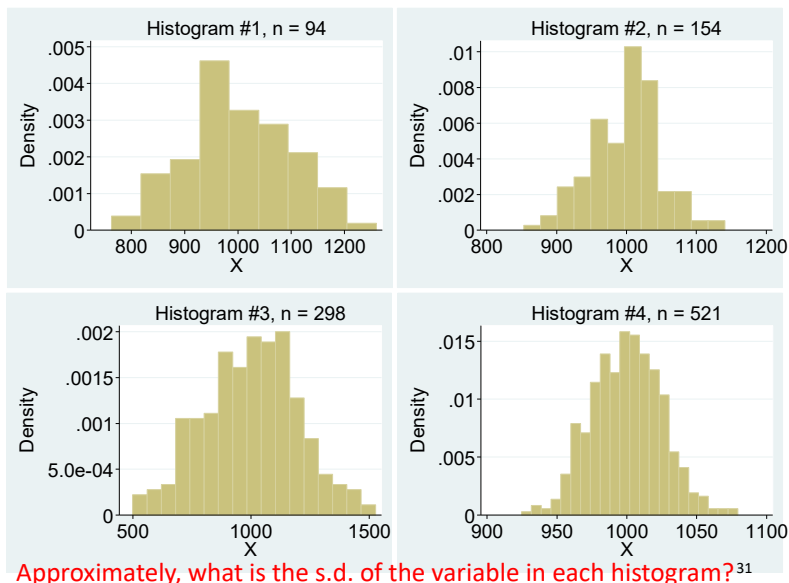 Histogram #1, n = 94
.005
.004
.003
.002
.001
0
Density
800 900 1000 1100 1200
X
Histogram #2, n = 154
.01
.008
.006
.004
.002
0
Density
800 900 1000 1100 1200
X
Histogram #3, n = 298
.002
.0015
.001
5.0e-04
0
Density
500 1000 1500
X
Histogram #4, n = 521
.015
.01
.005
0
Density
900 950 1000 1050 1100
X
Approximately, what is the s.d. of the variable in each histogram?31